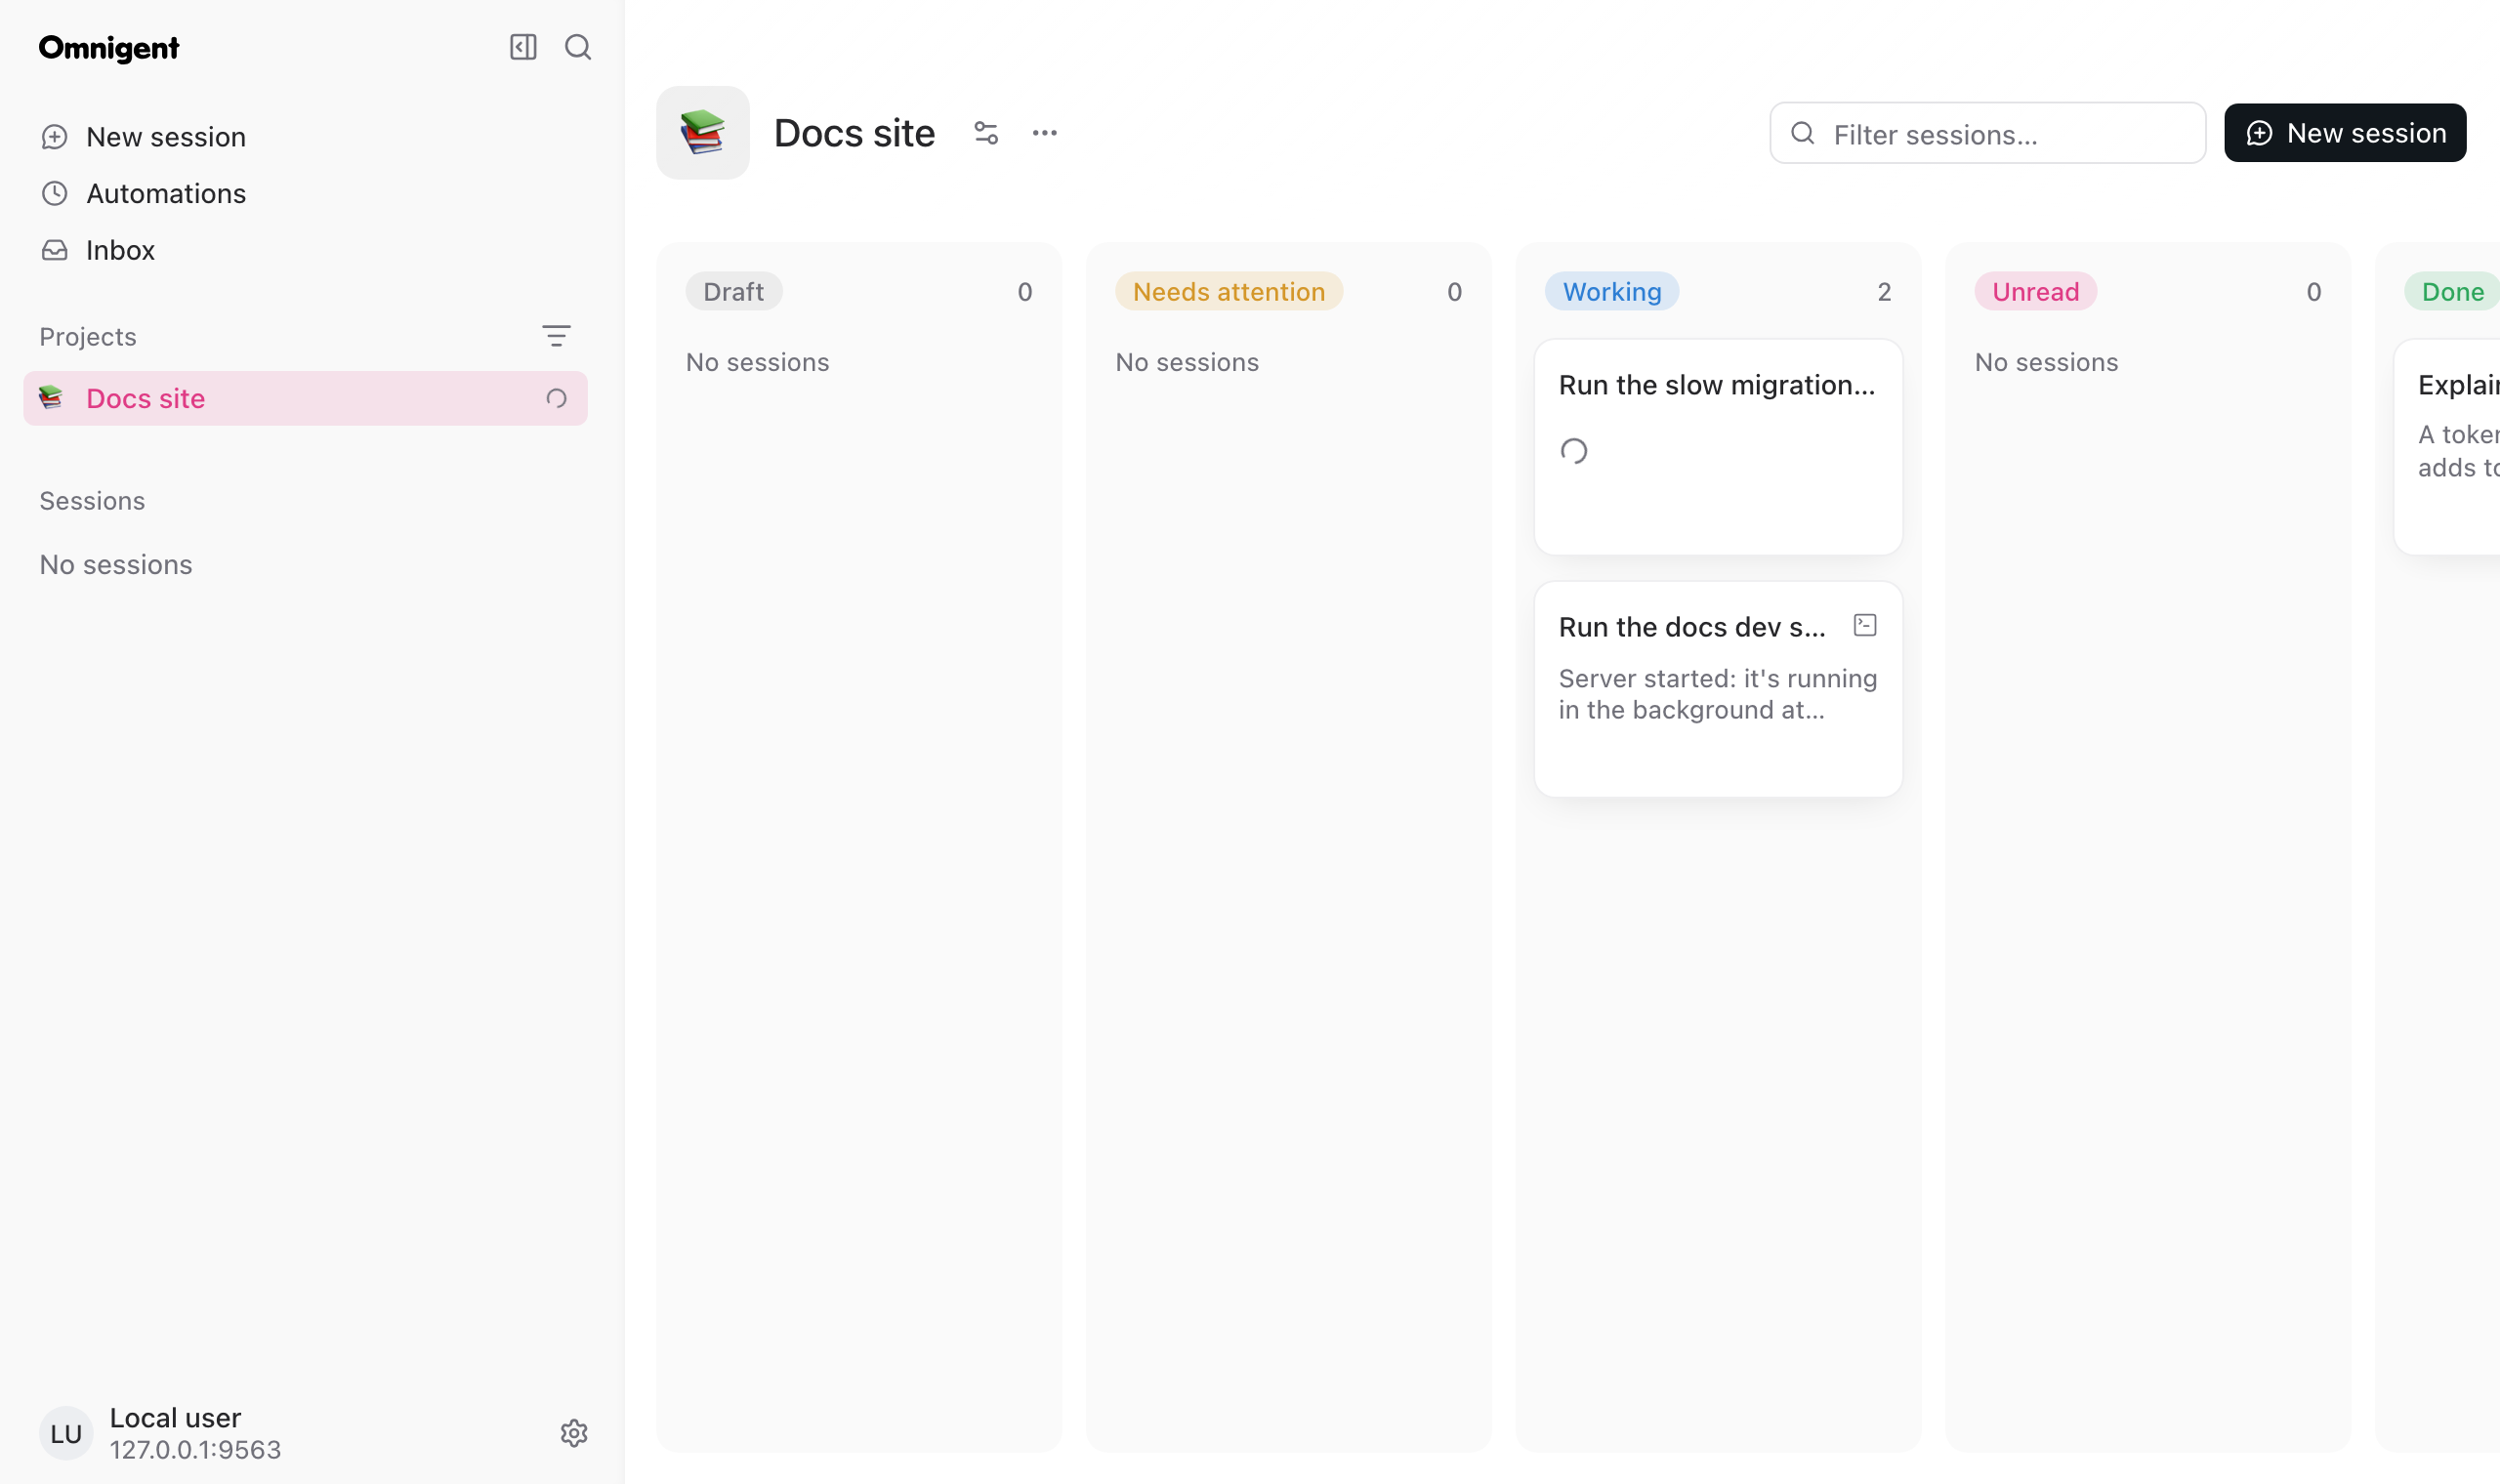 Omnigent
New session
Automations
Inbox
Projects
Docs site
Sessions
No sessions
LU
Local user
127.0.0.1:9563
Docs site
Filter sessions...
New session
Draft
0
No sessions
Needs attention
0
No sessions
Working
2
Run the slow migration...
Run the docs dev s...
Server started: it's running
in the background at...
Unread
0
No sessions
Done
Explai
A toke
adds t